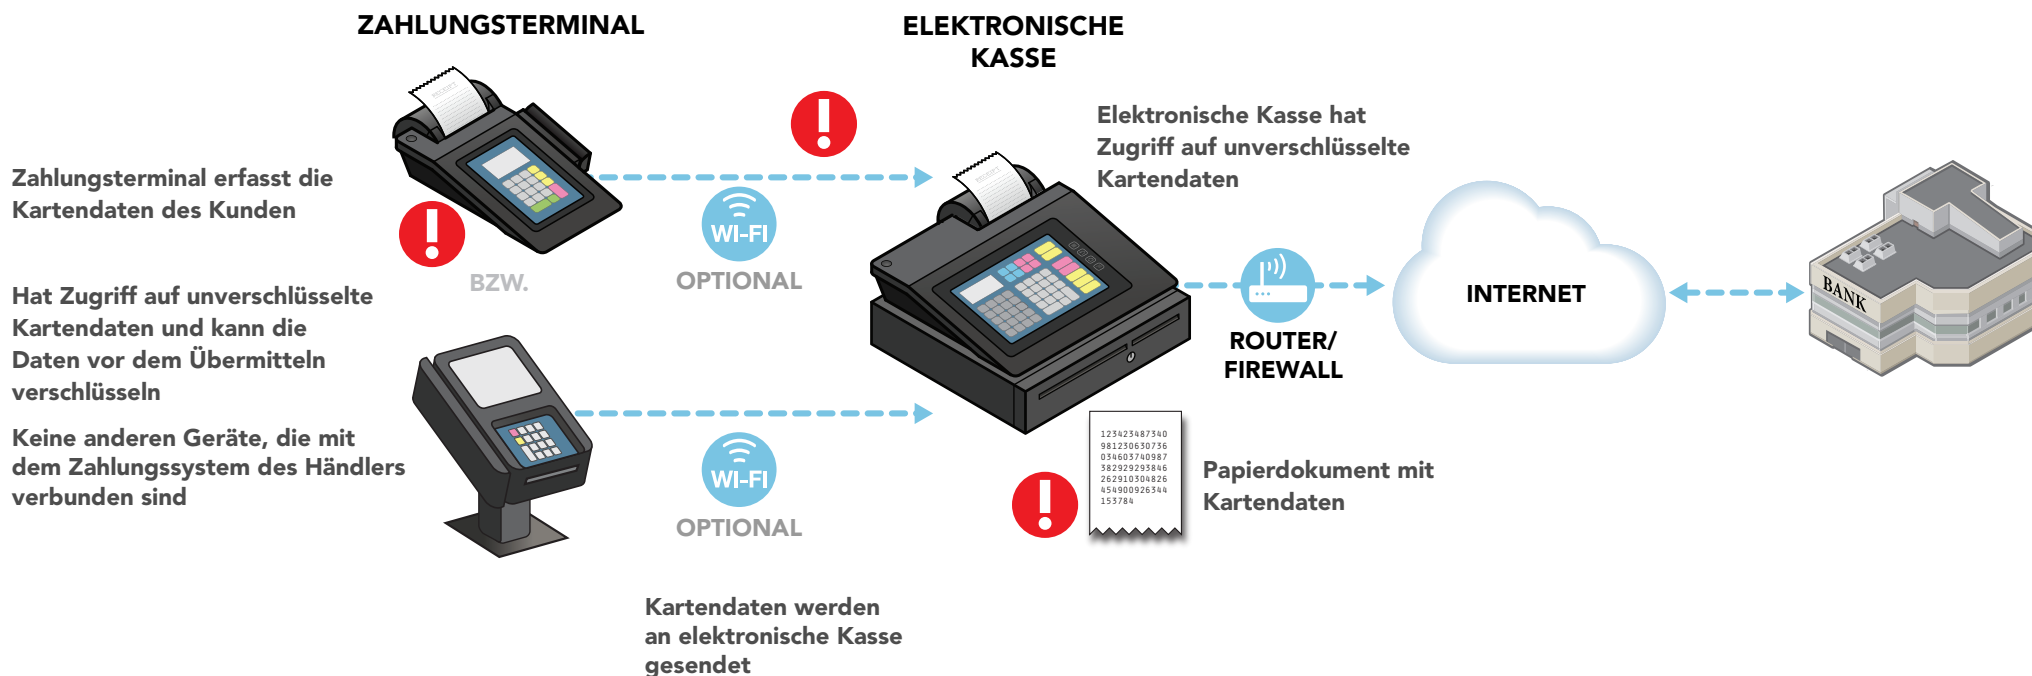 ZAHLUNGSTERMINAL
ELEKTRONISCHE
KASSE
Elektronische Kasse hat
Zugriff auf unverschlüsselte
Kartendaten
Zahlungsterminal erfasst die
Kartendaten des Kunden
RECEIPT
RECEIPT
WI-FI
OPTIONAL
BZW.
Hat Zugriff auf unverschlüsselte
Kartendaten und kann die
Daten vor dem Übermitteln
verschlüsseln
Keine anderen Geräte, die mit
dem Zahlungssystem des Händlers
verbunden sind
WI-FI
OPTIONAL
ROUTER/
FIREWALL
INTERNET
BANK
123423487340
981230630736
034603740987
382929293846
262910304826
454900926344
153784
Papierdokument mit
Kartendaten
Kartendaten werden
an elektronische Kasse
gesendet